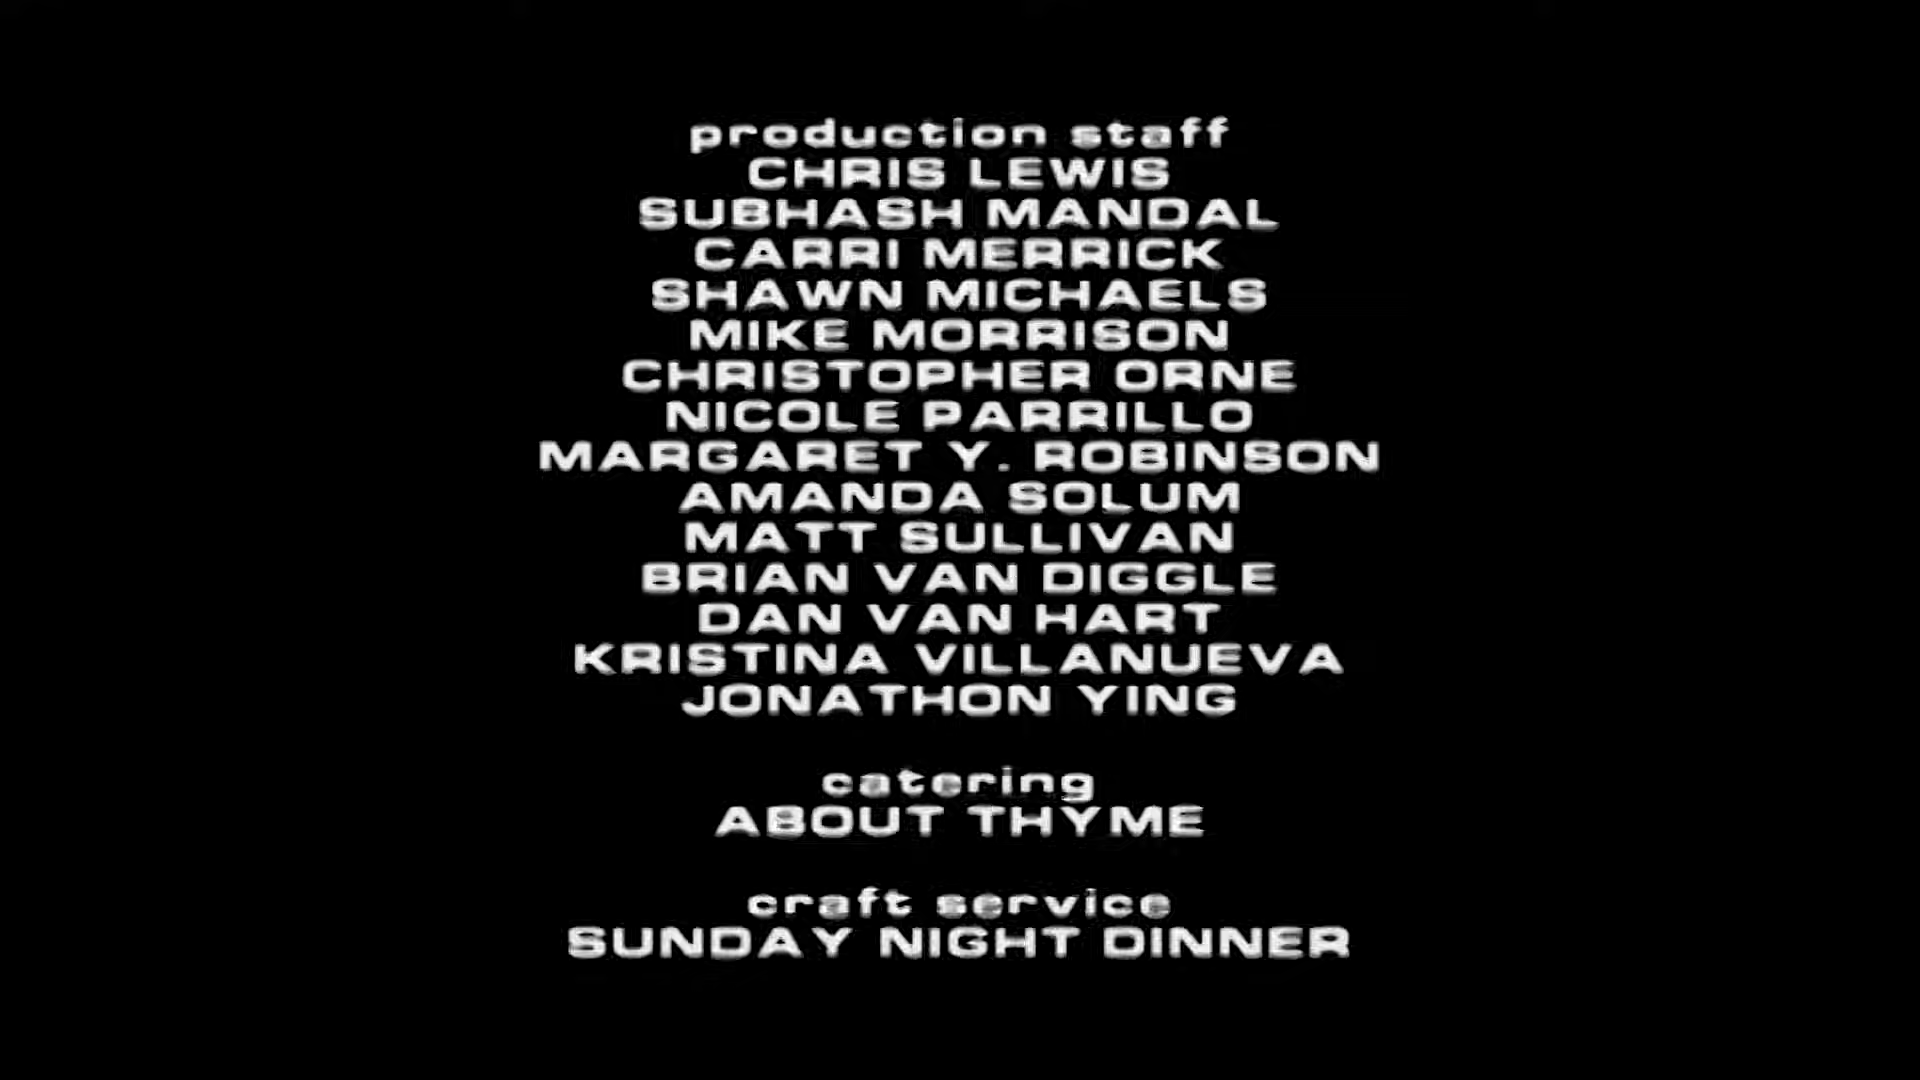 production staff
CHRIS LEWIS
SUBHASH MANDAL
CARRI MERRICK
SHAWN MICHAELS
MIKE MORRISON
CHRISTOPHER ORNE
NICOLE PARRILLO
MARGARET Y. ROBINSON
AMANDA SOLUM
MATT SULLIVAN
BRIAN VAN DIGGLE
DAN VAN HART
KRISTINA VILLANUEVA
JONATHON YING
catering
ABOUT THYME
craft service
SUNDAY NIGHT DINNER